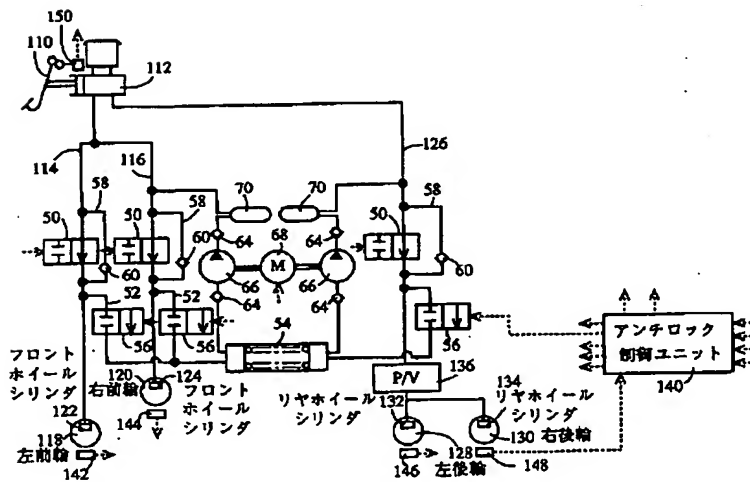 150
110
112
114
116
126
58
70
70
58
50
50
64
68
64
50
60
60
M
66
66
60
52
52
64
64
56
56
54
56
アンチロック
制御ユニット
140
フロント
ホイール
シリンダ
120
右前輪
124
フロント
ホイール
シリンダ
144
リヤホイール
シリンダ
P/V
136
134
リヤホイール
シリンダ
122
118
左前輪
142
132
128
左後輪
146
130
右後輪
148